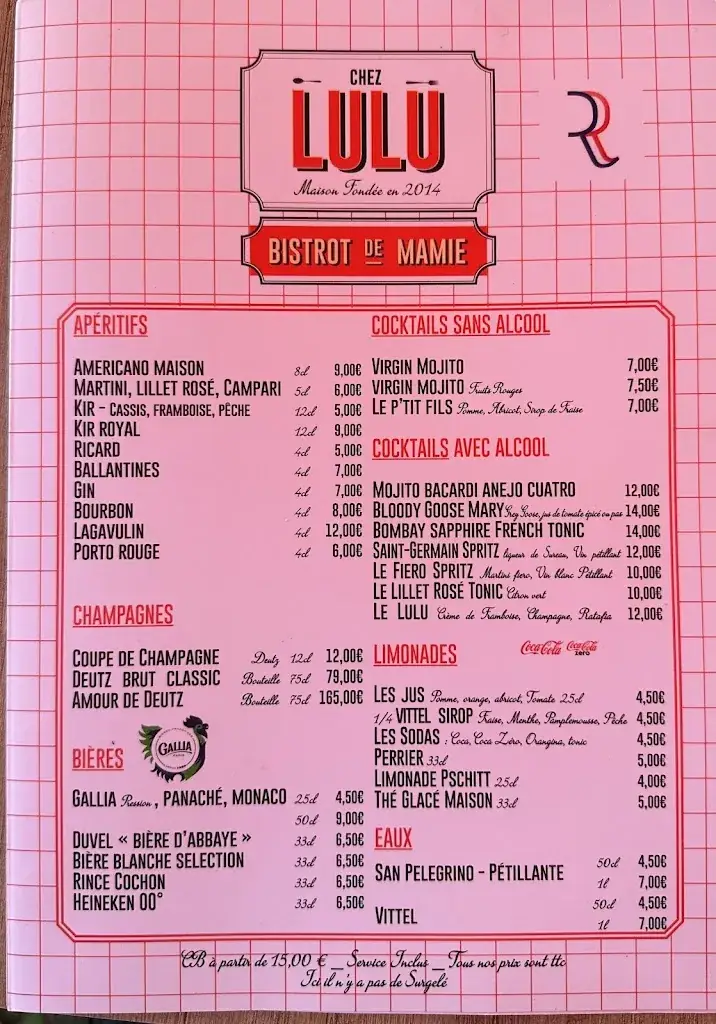 CHEZ
LULU
Maison Fondée en 2014
R
BISTROT DE MAMIE
APÉRITIFS
AMERICANO MAISON 8cl 9,00€
MARTINI, LILLET ROSÉ, CAMPARI 5cl 6,00€
KIR - CASSIS, FRAMBOISE, PÊCHE 12cl 5,00€
KIR ROYAL 12cl 9,00€
RICARD 4cl 5,00€
BALLANTINES 4cl 7,00€
GIN 4cl 7,00€
BOURBON 4cl 8,00€
LAGAVULIN 4cl 12,00€
PORTO ROUGE 4cl 6,00€
CHAMPAGNES
COUPE DE CHAMPAGNE Deutz 12cl 12,00€
DEUTZ BRUT CLASSIC Bouteille 75cl 79,00€
AMOUR DE DEUTZ Bouteille 75cl 165,00€
BIÈRES
GALLIA
GALLIA Pression, PANACHÉ, MONACO 25cl 4,50€
50cl 9,00€
DUVEL « BIÈRE D'ABBAYE » 33cl 6,50€
BIÈRE BLANCHE SELECTION 33cl 6,50€
RINCE COCHON 33cl 6,50€
HEINEKEN 00° 33cl 6,50€
COCKTAILS SANS ALCOOL
VIRGIN MOJITO 7,00€
VIRGIN MOJITO Fruits Rouges 7,50€
LE P'TIT FILS Pomme, Abricot, Sirop de Fraise 7,00€
COCKTAILS AVEC ALCOOL
MOJITO BACARDI ANEJO CUATRO 12,00€
BLOODY GOOSE MARY Grey Goose, jus de tomate épicé ou pas 14,00€
BOMBAY SAPPHIRE FRENCH TONIC 14,00€
SAINT-GERMAIN SPRITZ liqueur de Sureau, Vin pétillant 12,00€
LE FIERO SPRITZ Martini fiero, Vin blanc Pétillant 10,00€
LE LILLET ROSÉ TONIC Citron vert 10,00€
LE LULU Crème de Framboise, Champagne, Ratafia 12,00€
LIMONADES
Coca-Cola Coca-Cola zero
LES JUS Pomme, orange, abricot, Tomate 25cl 4,50€
1/4 VITTEL SIROP Fraise, Menthe, Pamplemousse, Pêche 4,50€
LES SODAS : Coca, Coca Zéro, Orangina, tonic 4,50€
PERRIER 33cl 5,00€
LIMONADE PSCHITT 25cl 4,00€
THÉ GLACÉ MAISON 33cl 5,00€
EAUX
SAN PELEGRINO - PÉTILLANTE 50cl 4,50€
1l 7,00€
VITTEL 50cl 4,50€
1l 7,00€
CB à partir de 15,00 € _ Service Inclus _ Tous nos prix sont ttc
Ici il n'y a pas de Surgelé